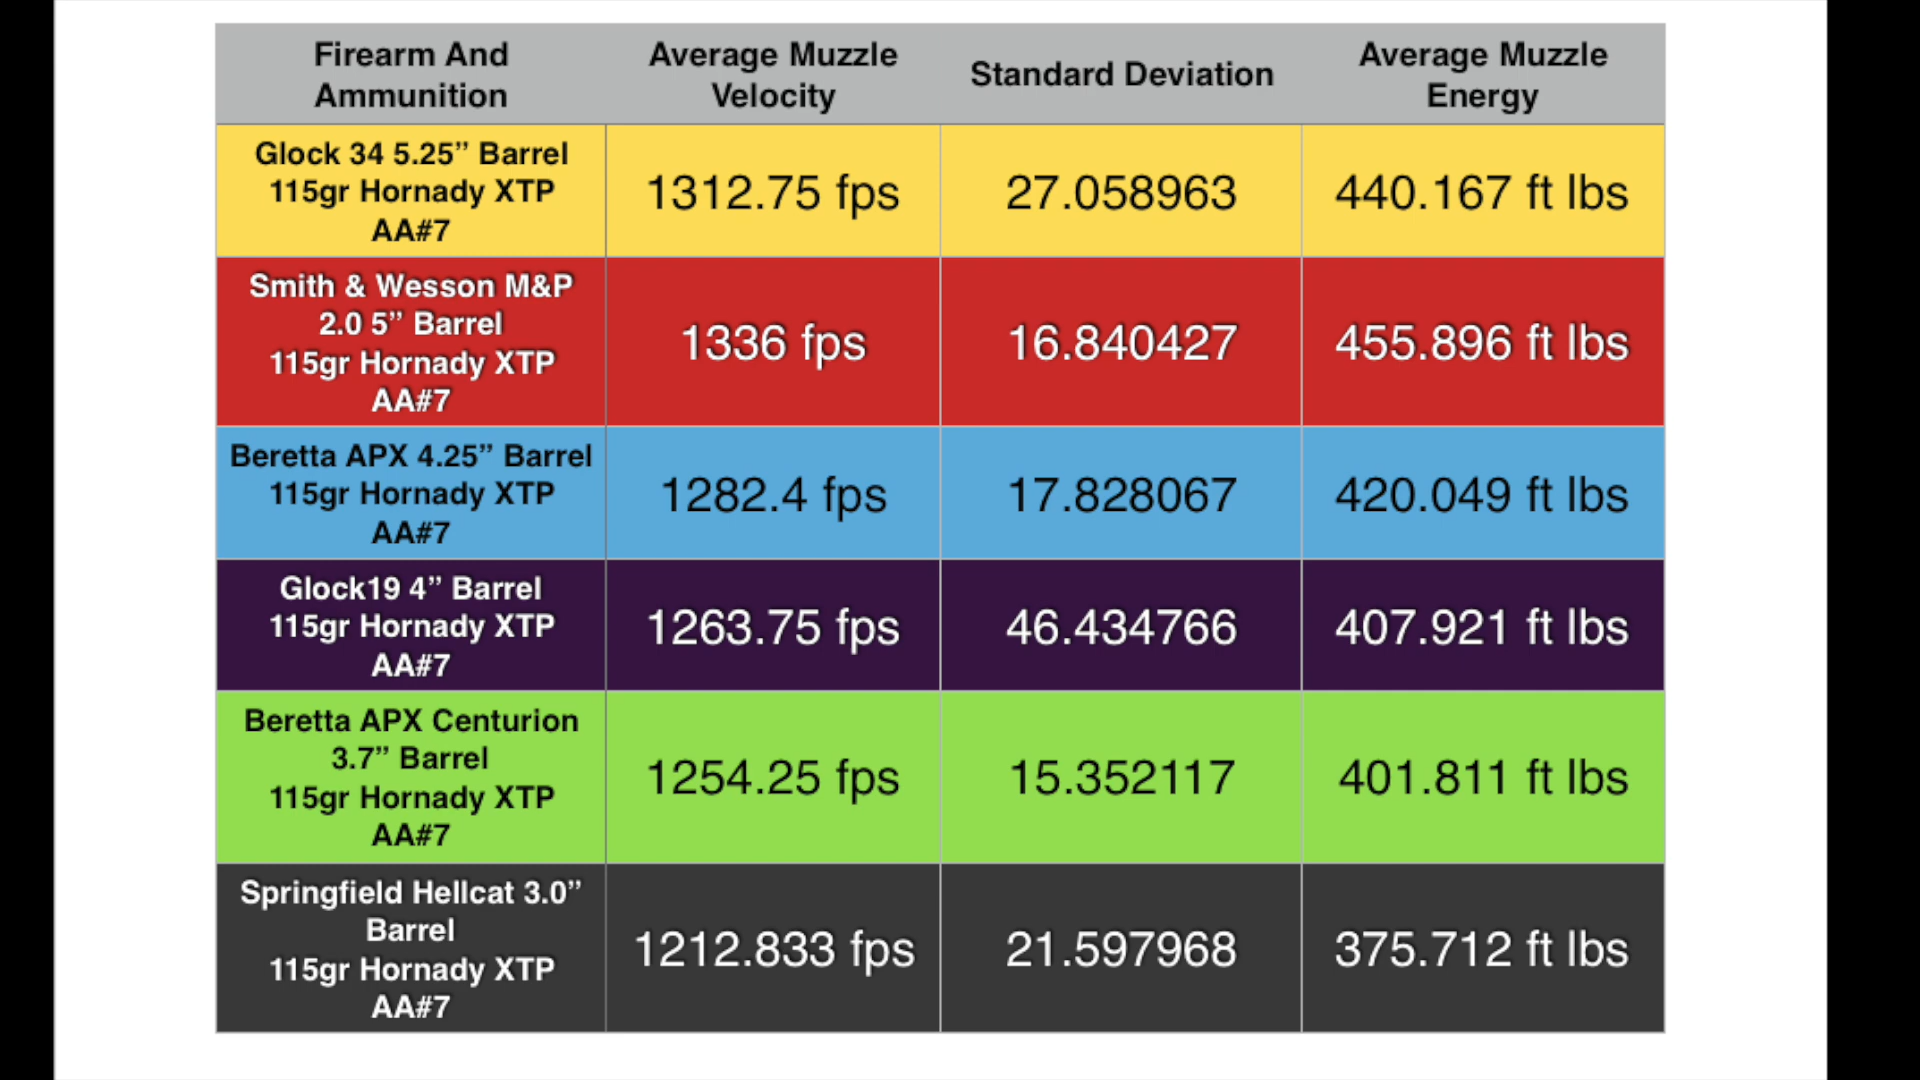 Firearm And
Ammunition
Average Muzzle
Velocity
Standard Deviation
Average Muzzle
Energy
Glock 34 5.25” Barrel
115gr Hornady XTP
AA#7
1312.75 fps
27.058963
440.167 ft lbs
Smith & Wesson M&P
2.0 5” Barrel
115gr Hornady XTP
AA#7
1336 fps
16.840427
455.896 ft lbs
Beretta APX 4.25” Barrel
115gr Hornady XTP
AA#7
1282.4 fps
17.828067
420.049 ft lbs
Glock19 4” Barrel
115gr Hornady XTP
AA#7
1263.75 fps
46.434766
407.921 ft lbs
Beretta APX Centurion
3.7” Barrel
115gr Hornady XTP
AA#7
1254.25 fps
15.352117
401.811 ft lbs
Springfield Hellcat 3.0”
Barrel
115gr Hornady XTP
AA#7
1212.833 fps
21.597968
375.712 ft lbs